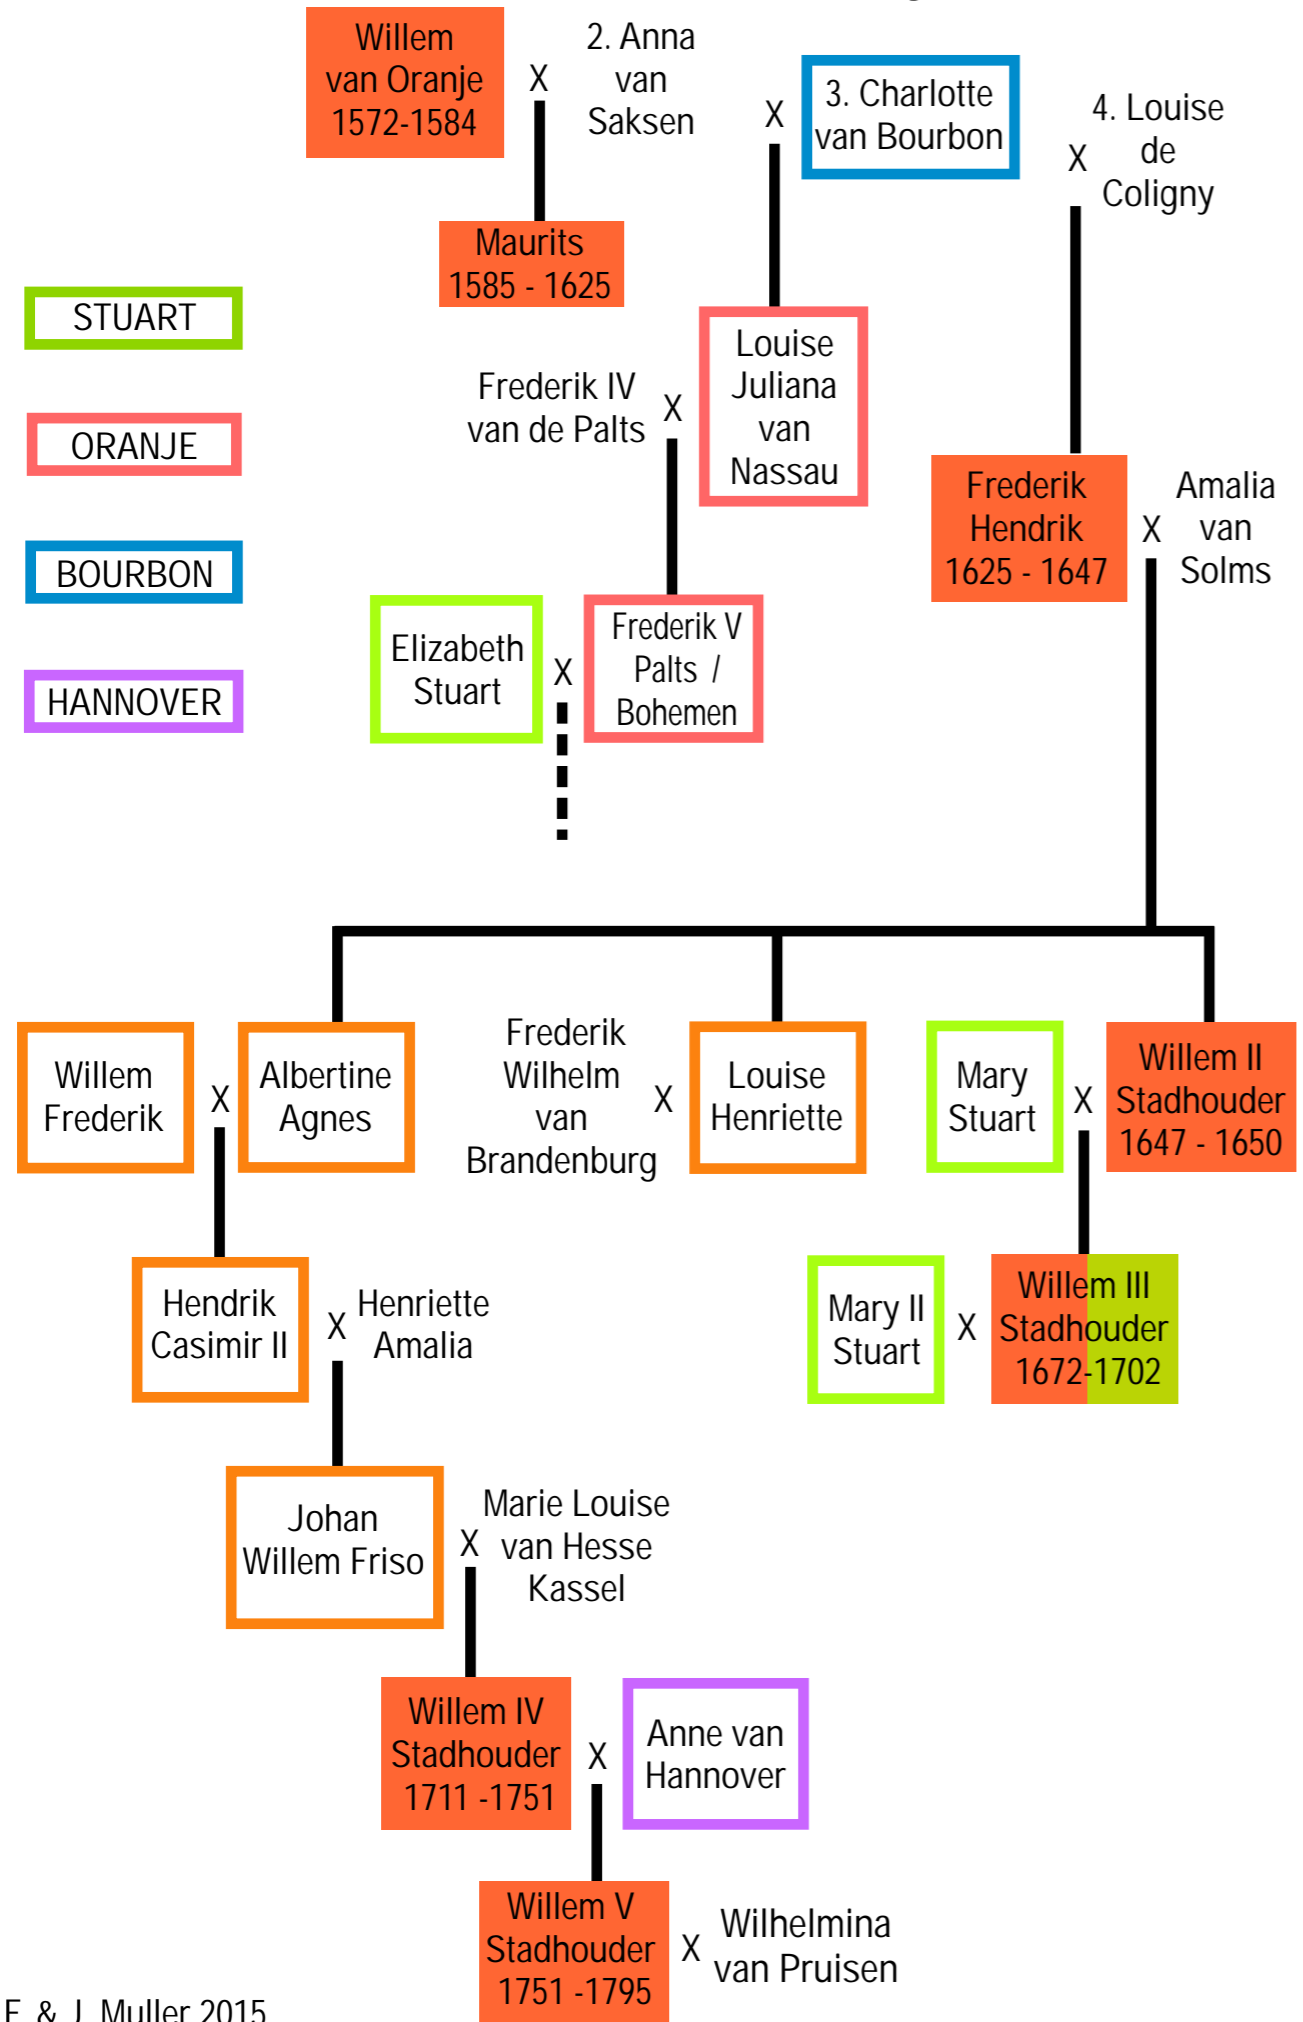 Willem
van Oranje
1572-1584
X
2. Anna
van
Saksen
X
3. Charlotte
van Bourbon
X
4. Louise
de
Coligny
Maurits
1585 - 1625
STUART
ORANJE
BOURBON
HANNOVER
Frederik IV
van de Palts
X
Louise
Juliana
van
Nassau
Frederik
Hendrik
1625 - 1647
X
Amalia
van
Solms
Elizabeth
Stuart
X
Frederik V
Palts /
Bohemen
Willem
Frederik
X
Albertine
Agnes
Frederik
Wilhelm
van
Brandenburg
X
Louise
Henriette
Mary
Stuart
X
Willem II
Stadhouder
1647 - 1650
Hendrik
Casimir II
X
Henriette
Amalia
Mary II
Stuart
X
Willem III
Stadhouder
1672-1702
Johan
Willem Friso
X
Marie Louise
van Hesse
Kassel
Willem IV
Stadhouder
1711 -1751
X
Anne van
Hannover
Willem V
Stadhouder
1751 -1795
X
Wilhelmina
van Pruisen
F. & J. Muller 2015